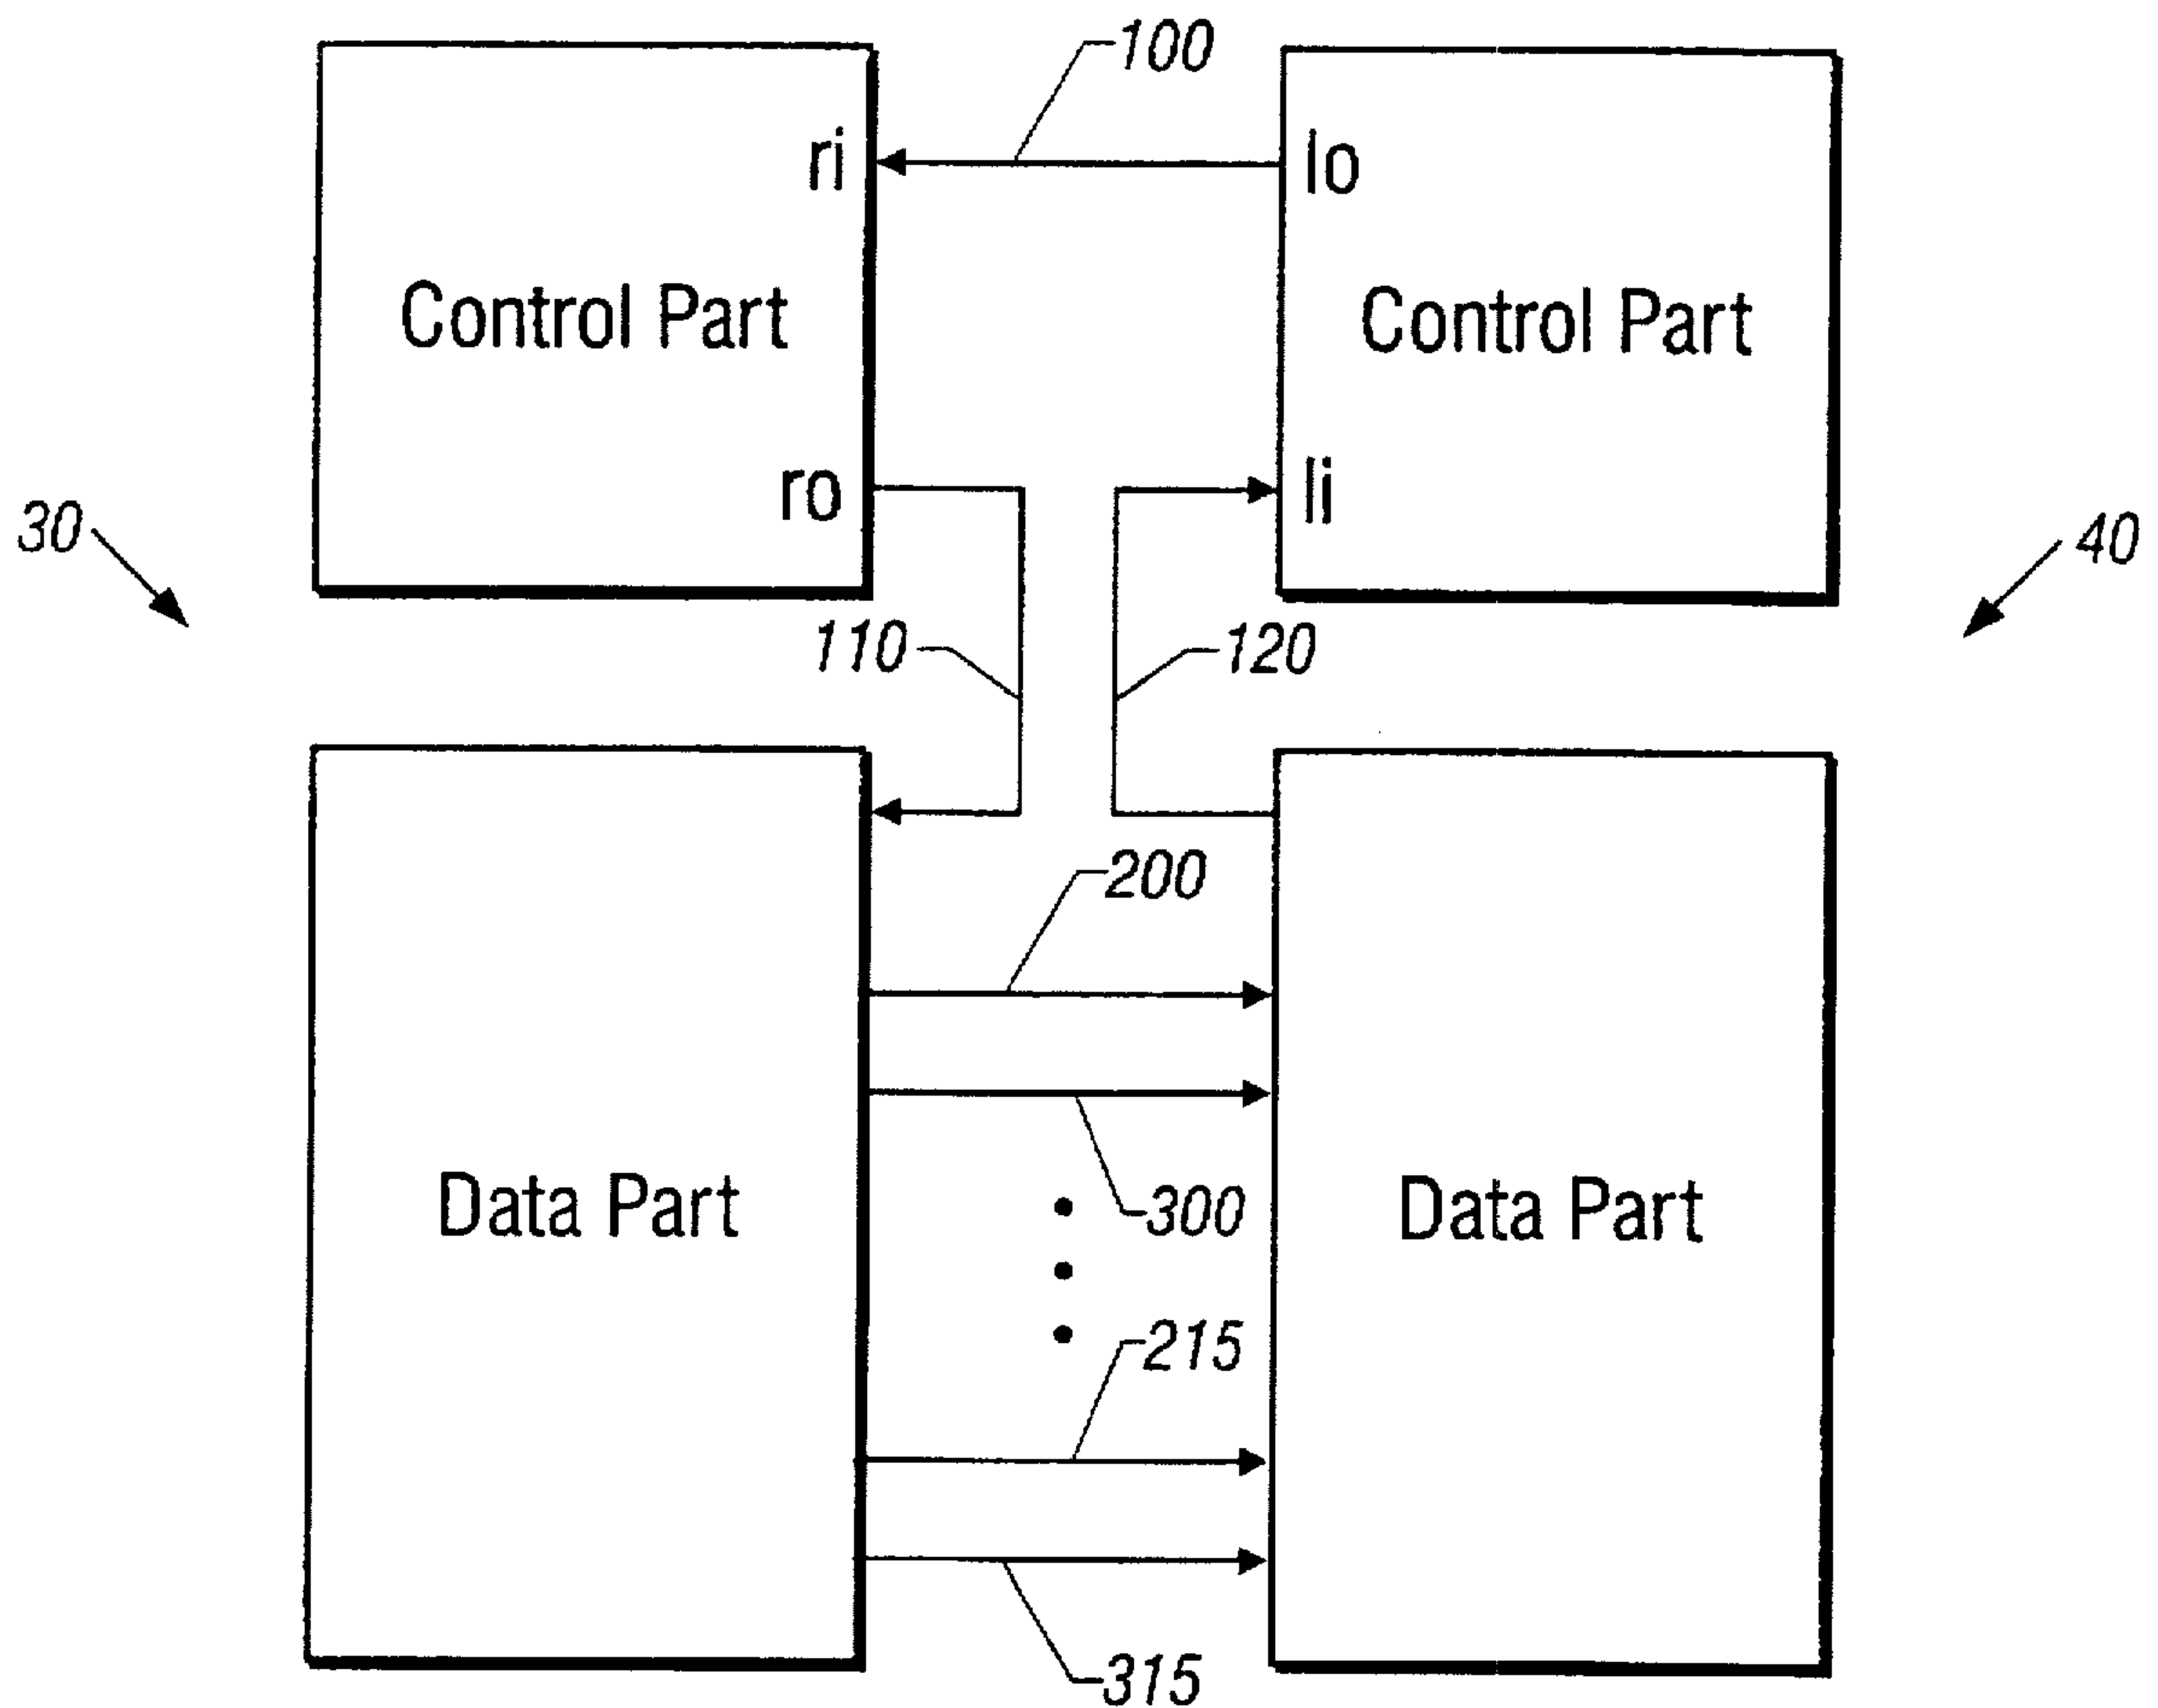 100
ri
lo
Control Part
Control Part
ro
li
30
40
110
120
200
Data Part
300
Data Part
215
315